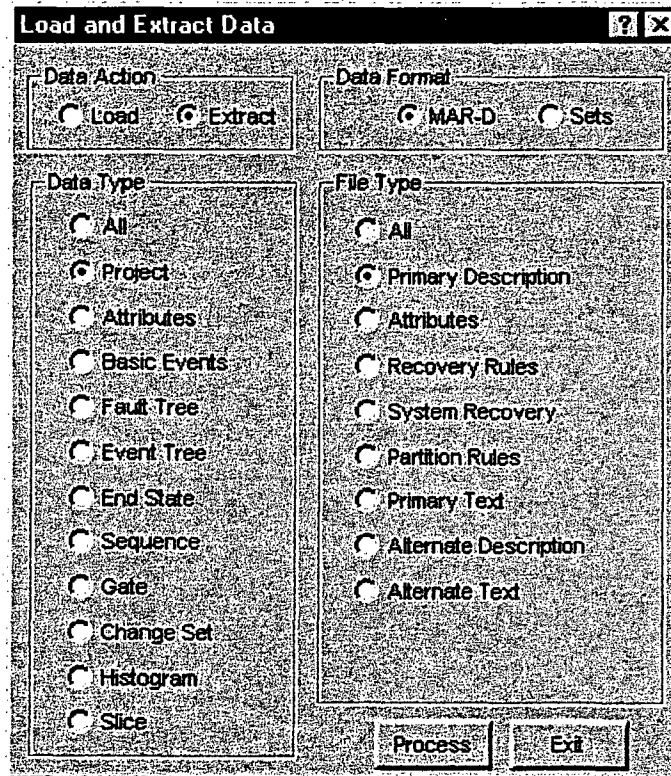 Load and Extract Data
Data Action
Load
Extract
Data Format
MAR-D
Sets
Data Type
All
Project
Attributes
Basic Events
Fault Tree
Event Tree
End State
Sequence
Gate
Change Set
Histogram
Slice
File Type
All
Primary Description
Attributes
Recovery Rules
System Recovery
Partition Rules
Primary Text
Alternate Description
Alternate Text
Process
Exit